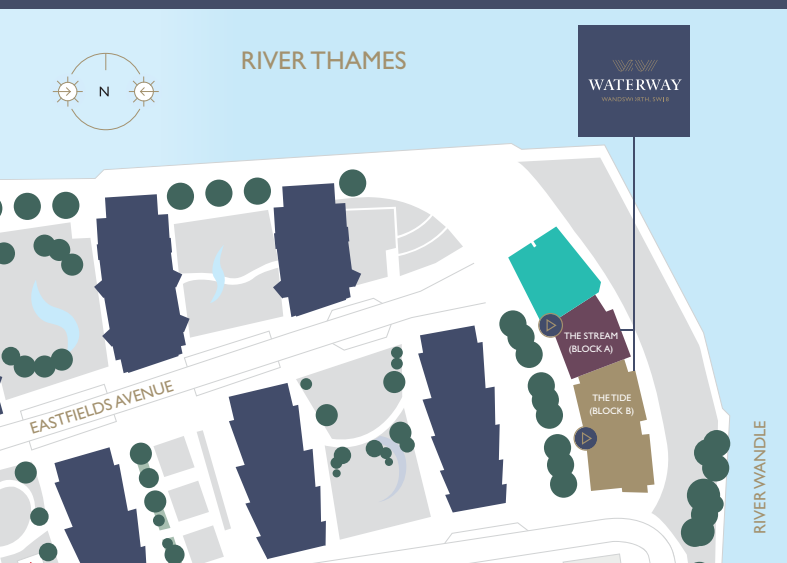 RIVER THAMES
N
WATERWAY
WANDSWORTH, SW18
THE STREAM
(BLOCK A)
THE TIDE
(BLOCK B)
EASTFIELDS AVENUE
RIVER WANDLE